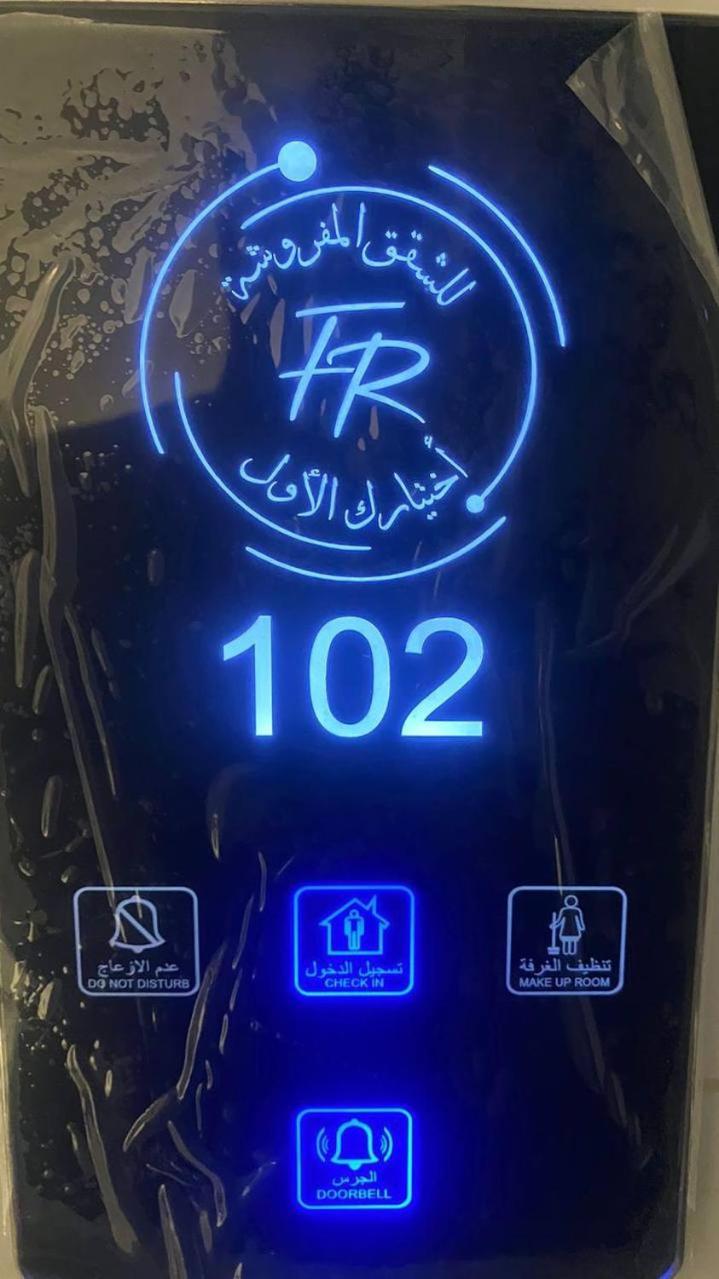 للشقق المفروشة
FR
أختيارك الأول
102
عدم الازعاج
DO NOT DISTURB
تسجيل الدخول
CHECK IN
تنظيف الغرفة
MAKE UP ROOM
الجرس
DOORBELL